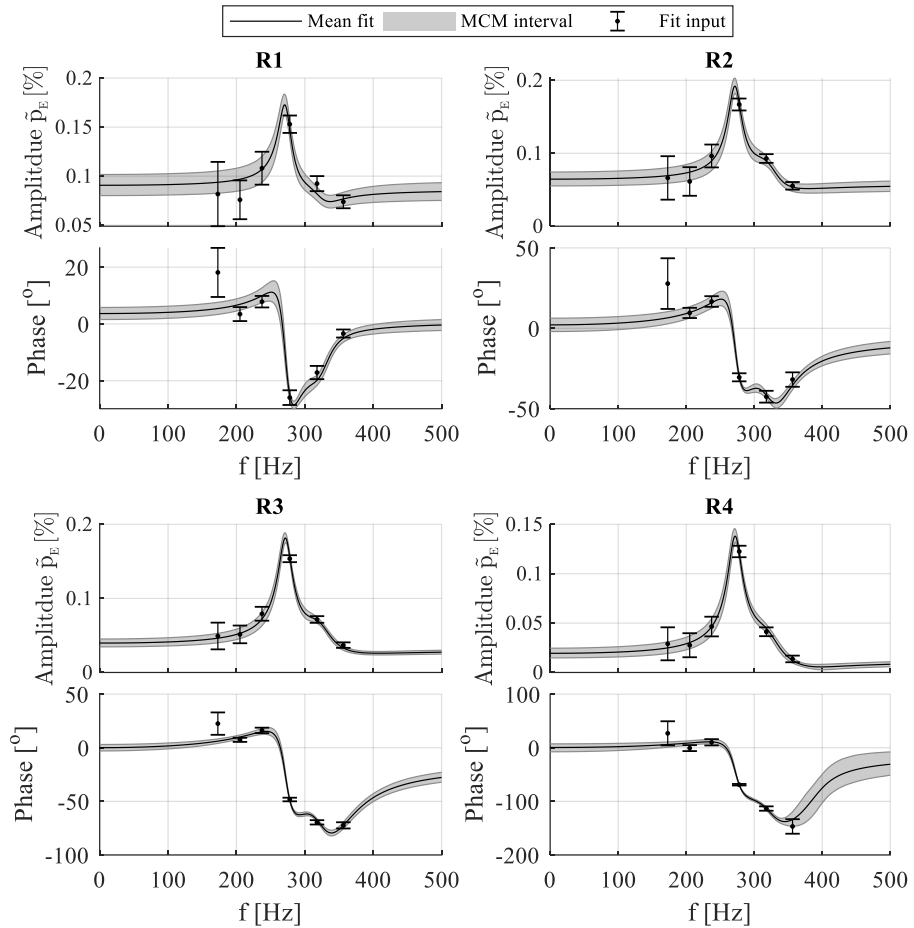 Mean fit MCM interval Fit input
R1
Amplitdue p̃E [%]
0.2
0.15
0.1
0.05
Phase [o]
20
0
-20
0 100 200 300 400 500
f [Hz]
R2
Amplitdue p̃E [%]
0.2
0.1
0
Phase [o]
50
0
-50
0 100 200 300 400 500
f [Hz]
R3
Amplitdue p̃E [%]
0.2
0.1
0
Phase [o]
50
0
-50
-100
0 100 200 300 400 500
f [Hz]
R4
Amplitdue p̃E [%]
0.15
0.1
0.05
0
Phase [o]
100
0
-100
-200
0 100 200 300 400 500
f [Hz]